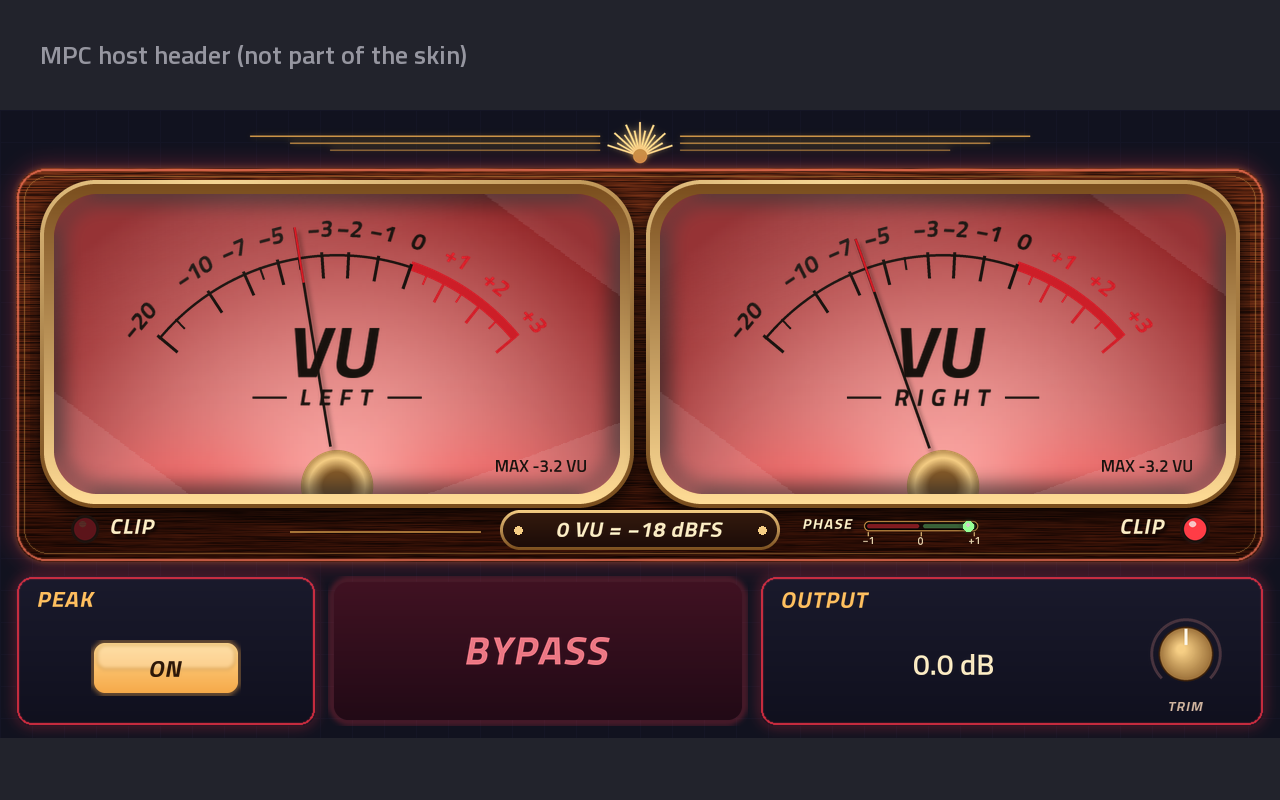 MPC host header (not part of the skin)
−20 −10 −7 −5 −3 −2 −1 0 +1 +2 +3
VU
LEFT
MAX -3.2 VU
−20 −10 −7 −5 −3 −2 −1 0 +1 +2 +3
VU
RIGHT
MAX -3.2 VU
CLIP
0 VU = −18 dBFS
PHASE
−1 0 +1
CLIP
PEAK
ON
BYPASS
OUTPUT
0.0 dB
TRIM